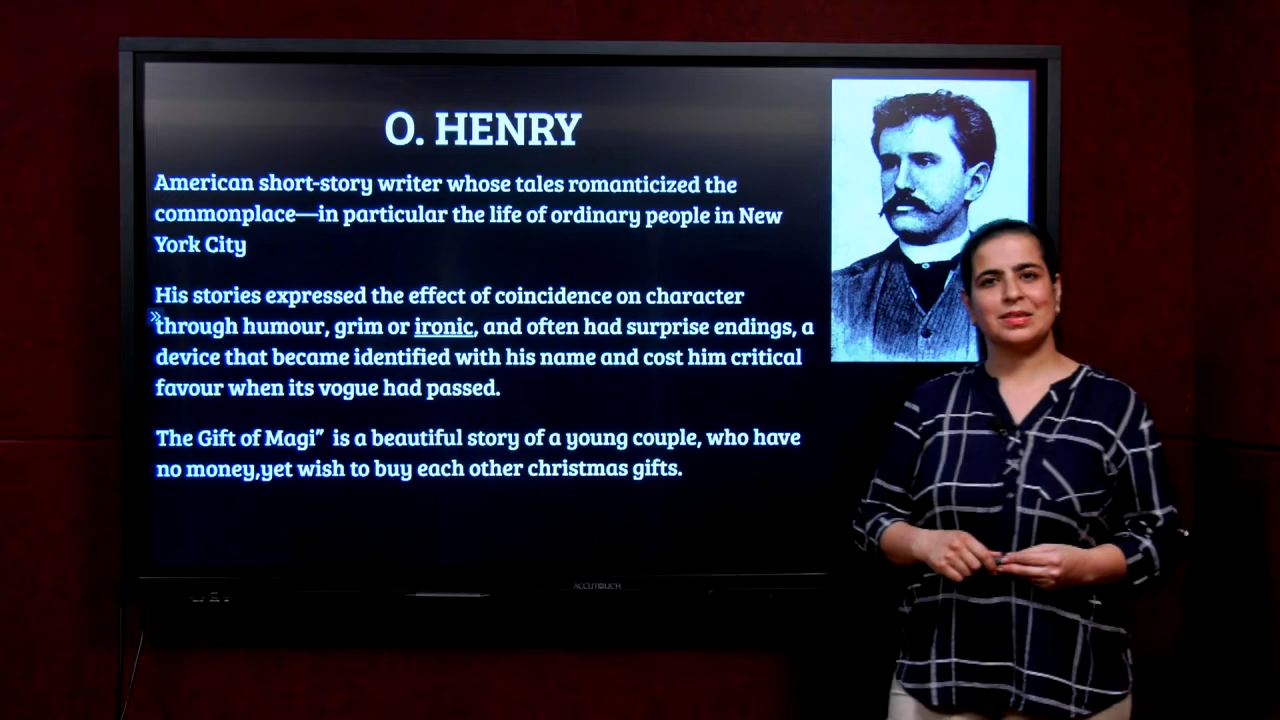 O. HENRY
American short-story writer whose tales romanticized the
commonplace—in particular the life of ordinary people in New
York City
His stories expressed the effect of coincidence on character
through humour, grim or ironic, and often had surprise endings, a
device that became identified with his name and cost him critical
favour when its vogue had passed.
The Gift of Magi” is a beautiful story of a young couple, who have
no money,yet wish to buy each other christmas gifts.
ACCUTOUCH